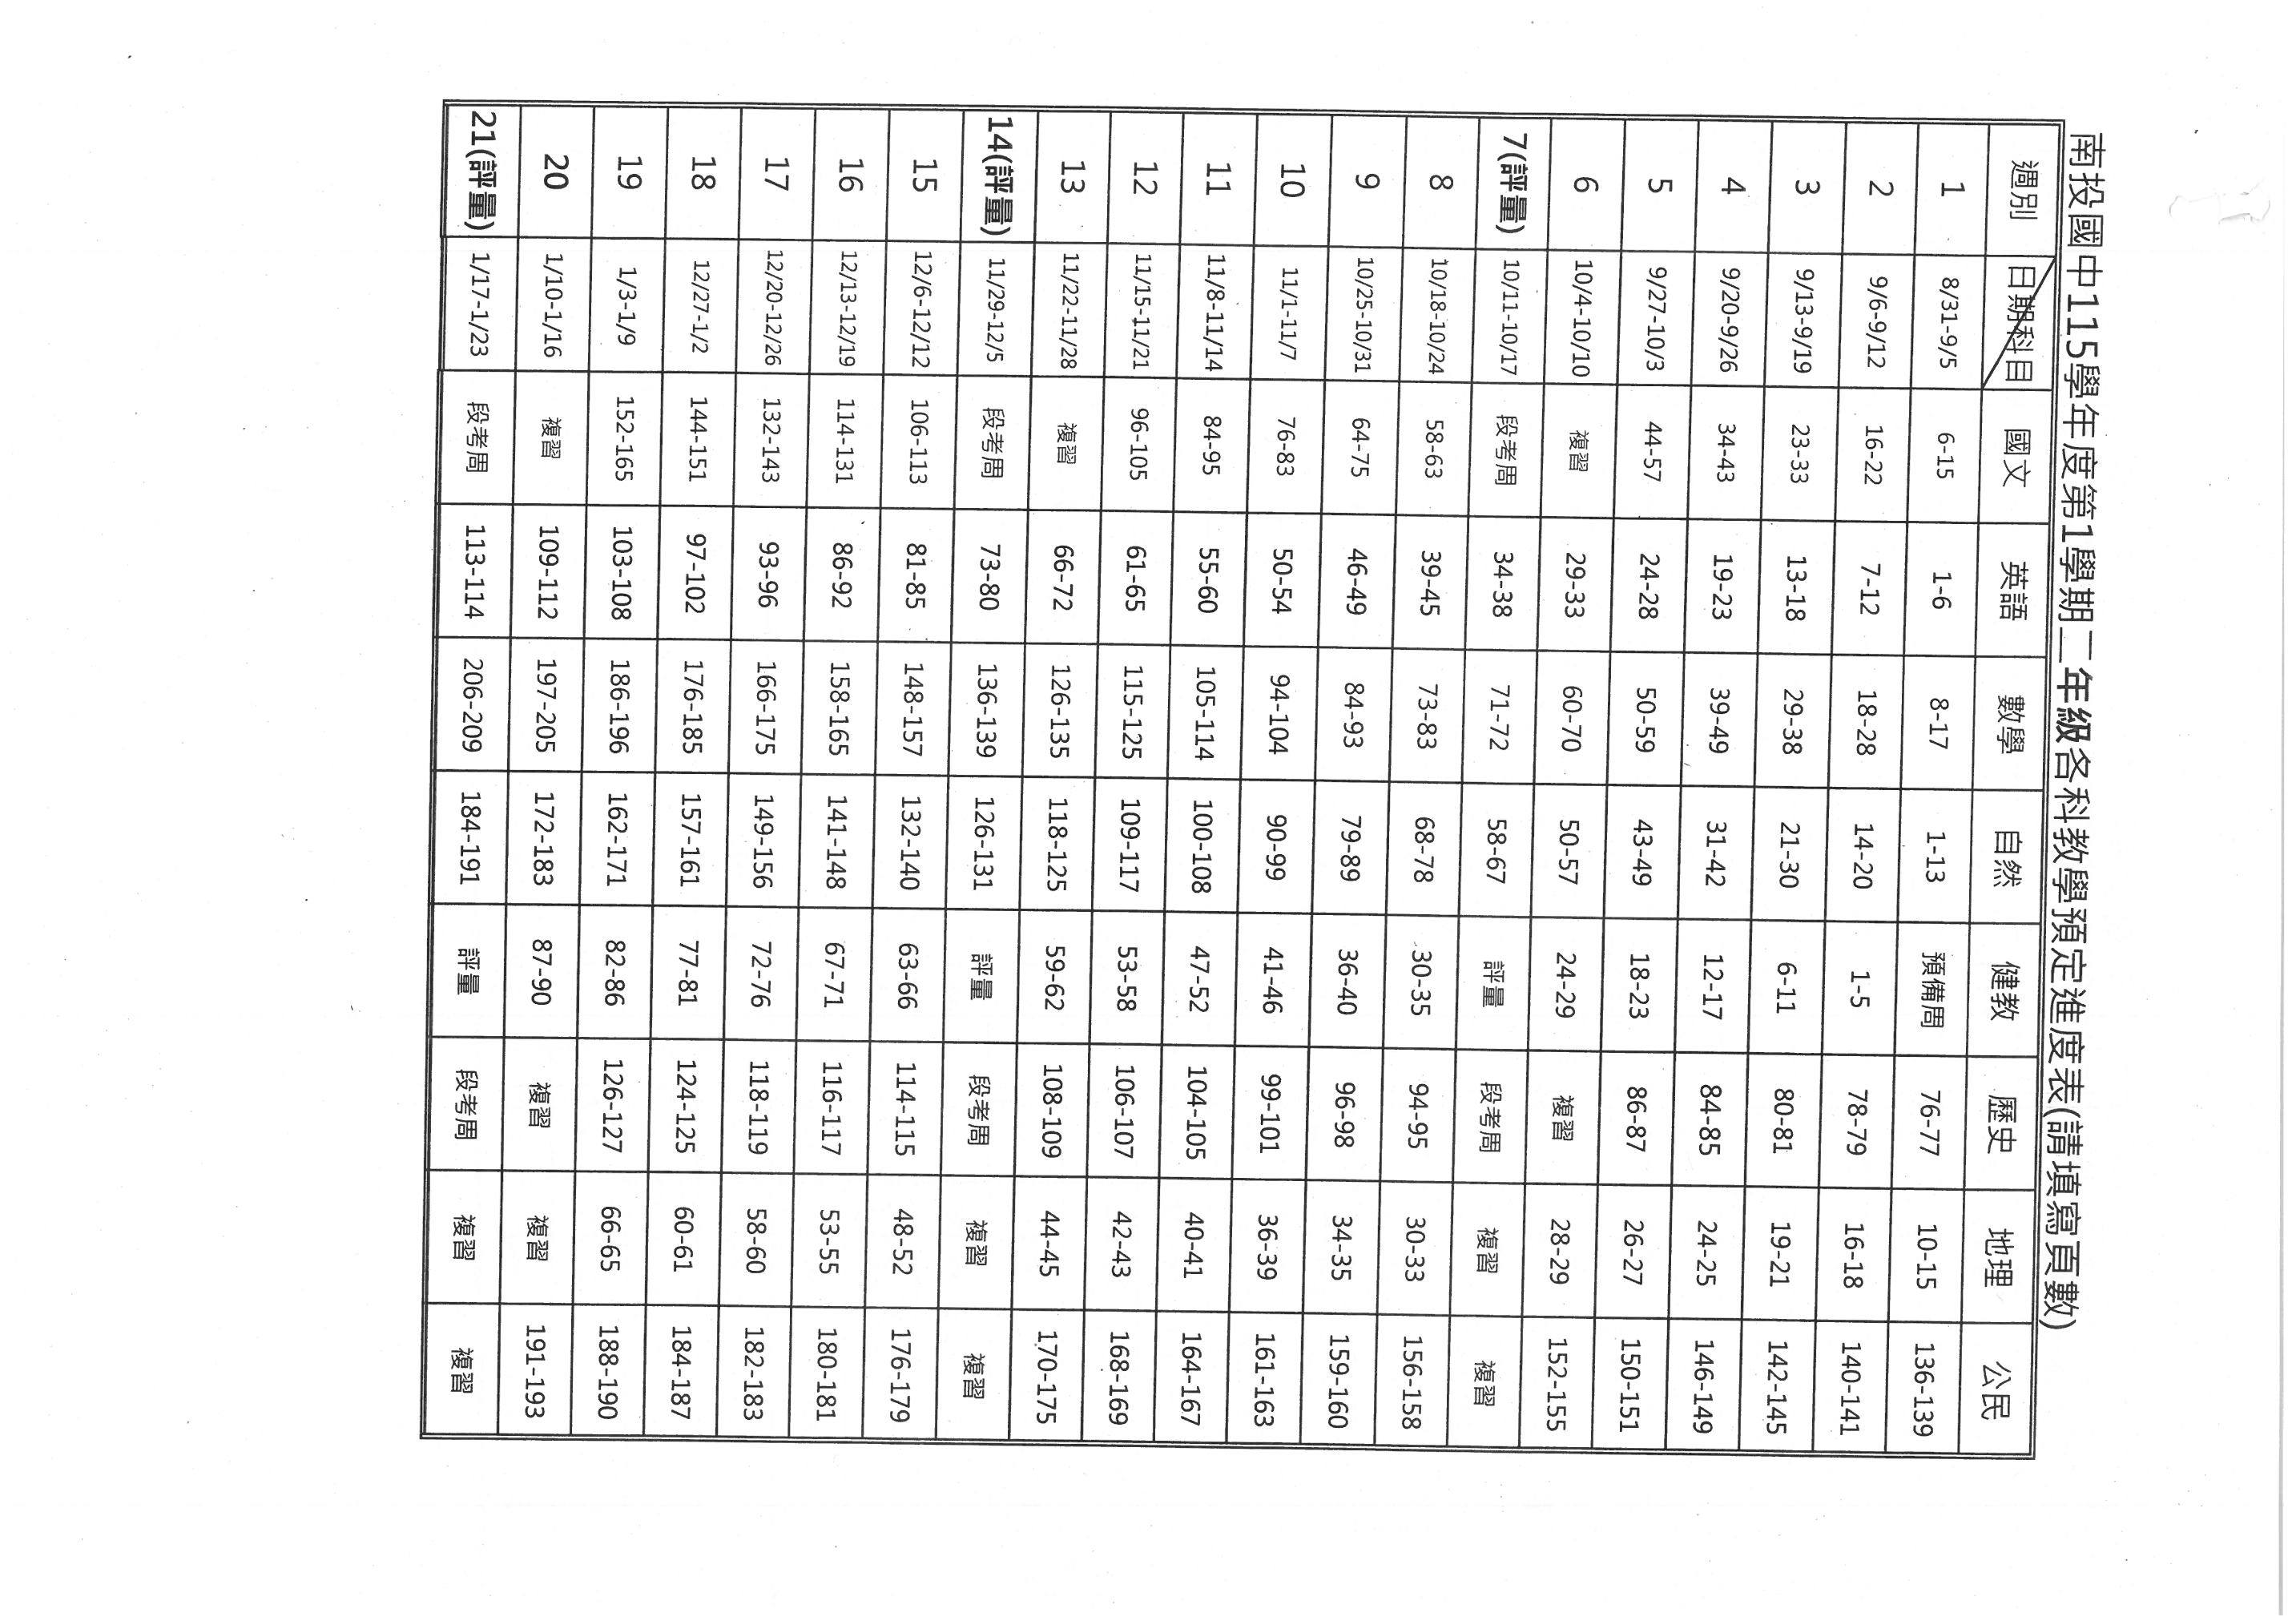 南投國中115學年度第1學期二年級各科教學預定進度表(請填寫頁數)
週別 日期科目 國文 英語 數學 自然 健教 歷史 地理 公民
1 8/31-9/5 6-15 1-6 8-17 1-13 預備周 76-77 10-15 136-139
2 9/6-9/12 16-22 7-12 18-28 14-20 1-5 78-79 16-18 140-141
3 9/13-9/19 23-33 13-18 29-38 21-30 6-11 80-81 19-21 142-145
4 9/20-9/26 34-43 19-23 39-49 31-42 12-17 84-85 24-25 146-149
5 9/27-10/3 44-57 24-28 50-59 43-49 18-23 86-87 26-27 150-151
6 10/4-10/10 複習 29-33 60-70 50-57 24-29 複習 28-29 152-155
7(評量) 10/11-10/17 段考周 34-38 71-72 58-67 評量 段考周 複習 複習
8 10/18-10/24 58-63 39-45 73-83 68-78 30-35 94-95 30-33 156-158
9 10/25-10/31 64-75 46-49 84-93 79-89 36-40 96-98 34-35 159-160
10 11/1-11/7 76-83 50-54 94-104 90-99 41-46 99-101 36-39 161-163
11 11/8-11/14 84-95 55-60 105-114 100-108 47-52 104-105 40-41 164-167
12 11/15-11/21 96-105 61-65 115-125 109-117 53-58 106-107 42-43 168-169
13 11/22-11/28 複習 66-72 126-135 118-125 59-62 108-109 44-45 170-175
14(評量) 11/29-12/5 段考周 73-80 136-139 126-131 評量 段考周 複習 複習
15 12/6-12/12 106-113 81-85 148-157 132-140 63-66 114-115 48-52 176-179
16 12/13-12/19 114-131 86-92 158-165 141-148 67-71 116-117 53-55 180-181
17 12/20-12/26 132-143 93-96 166-175 149-156 72-76 118-119 58-60 182-183
18 12/27-1/2 144-151 97-102 176-185 157-161 77-81 124-125 60-61 184-187
19 1/3-1/9 152-165 103-108 186-196 162-171 82-86 126-127 66-65 188-190
20 1/10-1/16 複習 109-112 197-205 172-183 87-90 複習 複習 191-193
21(評量) 1/17-1/23 段考周 113-114 206-209 184-191 評量 段考周 複習 複習